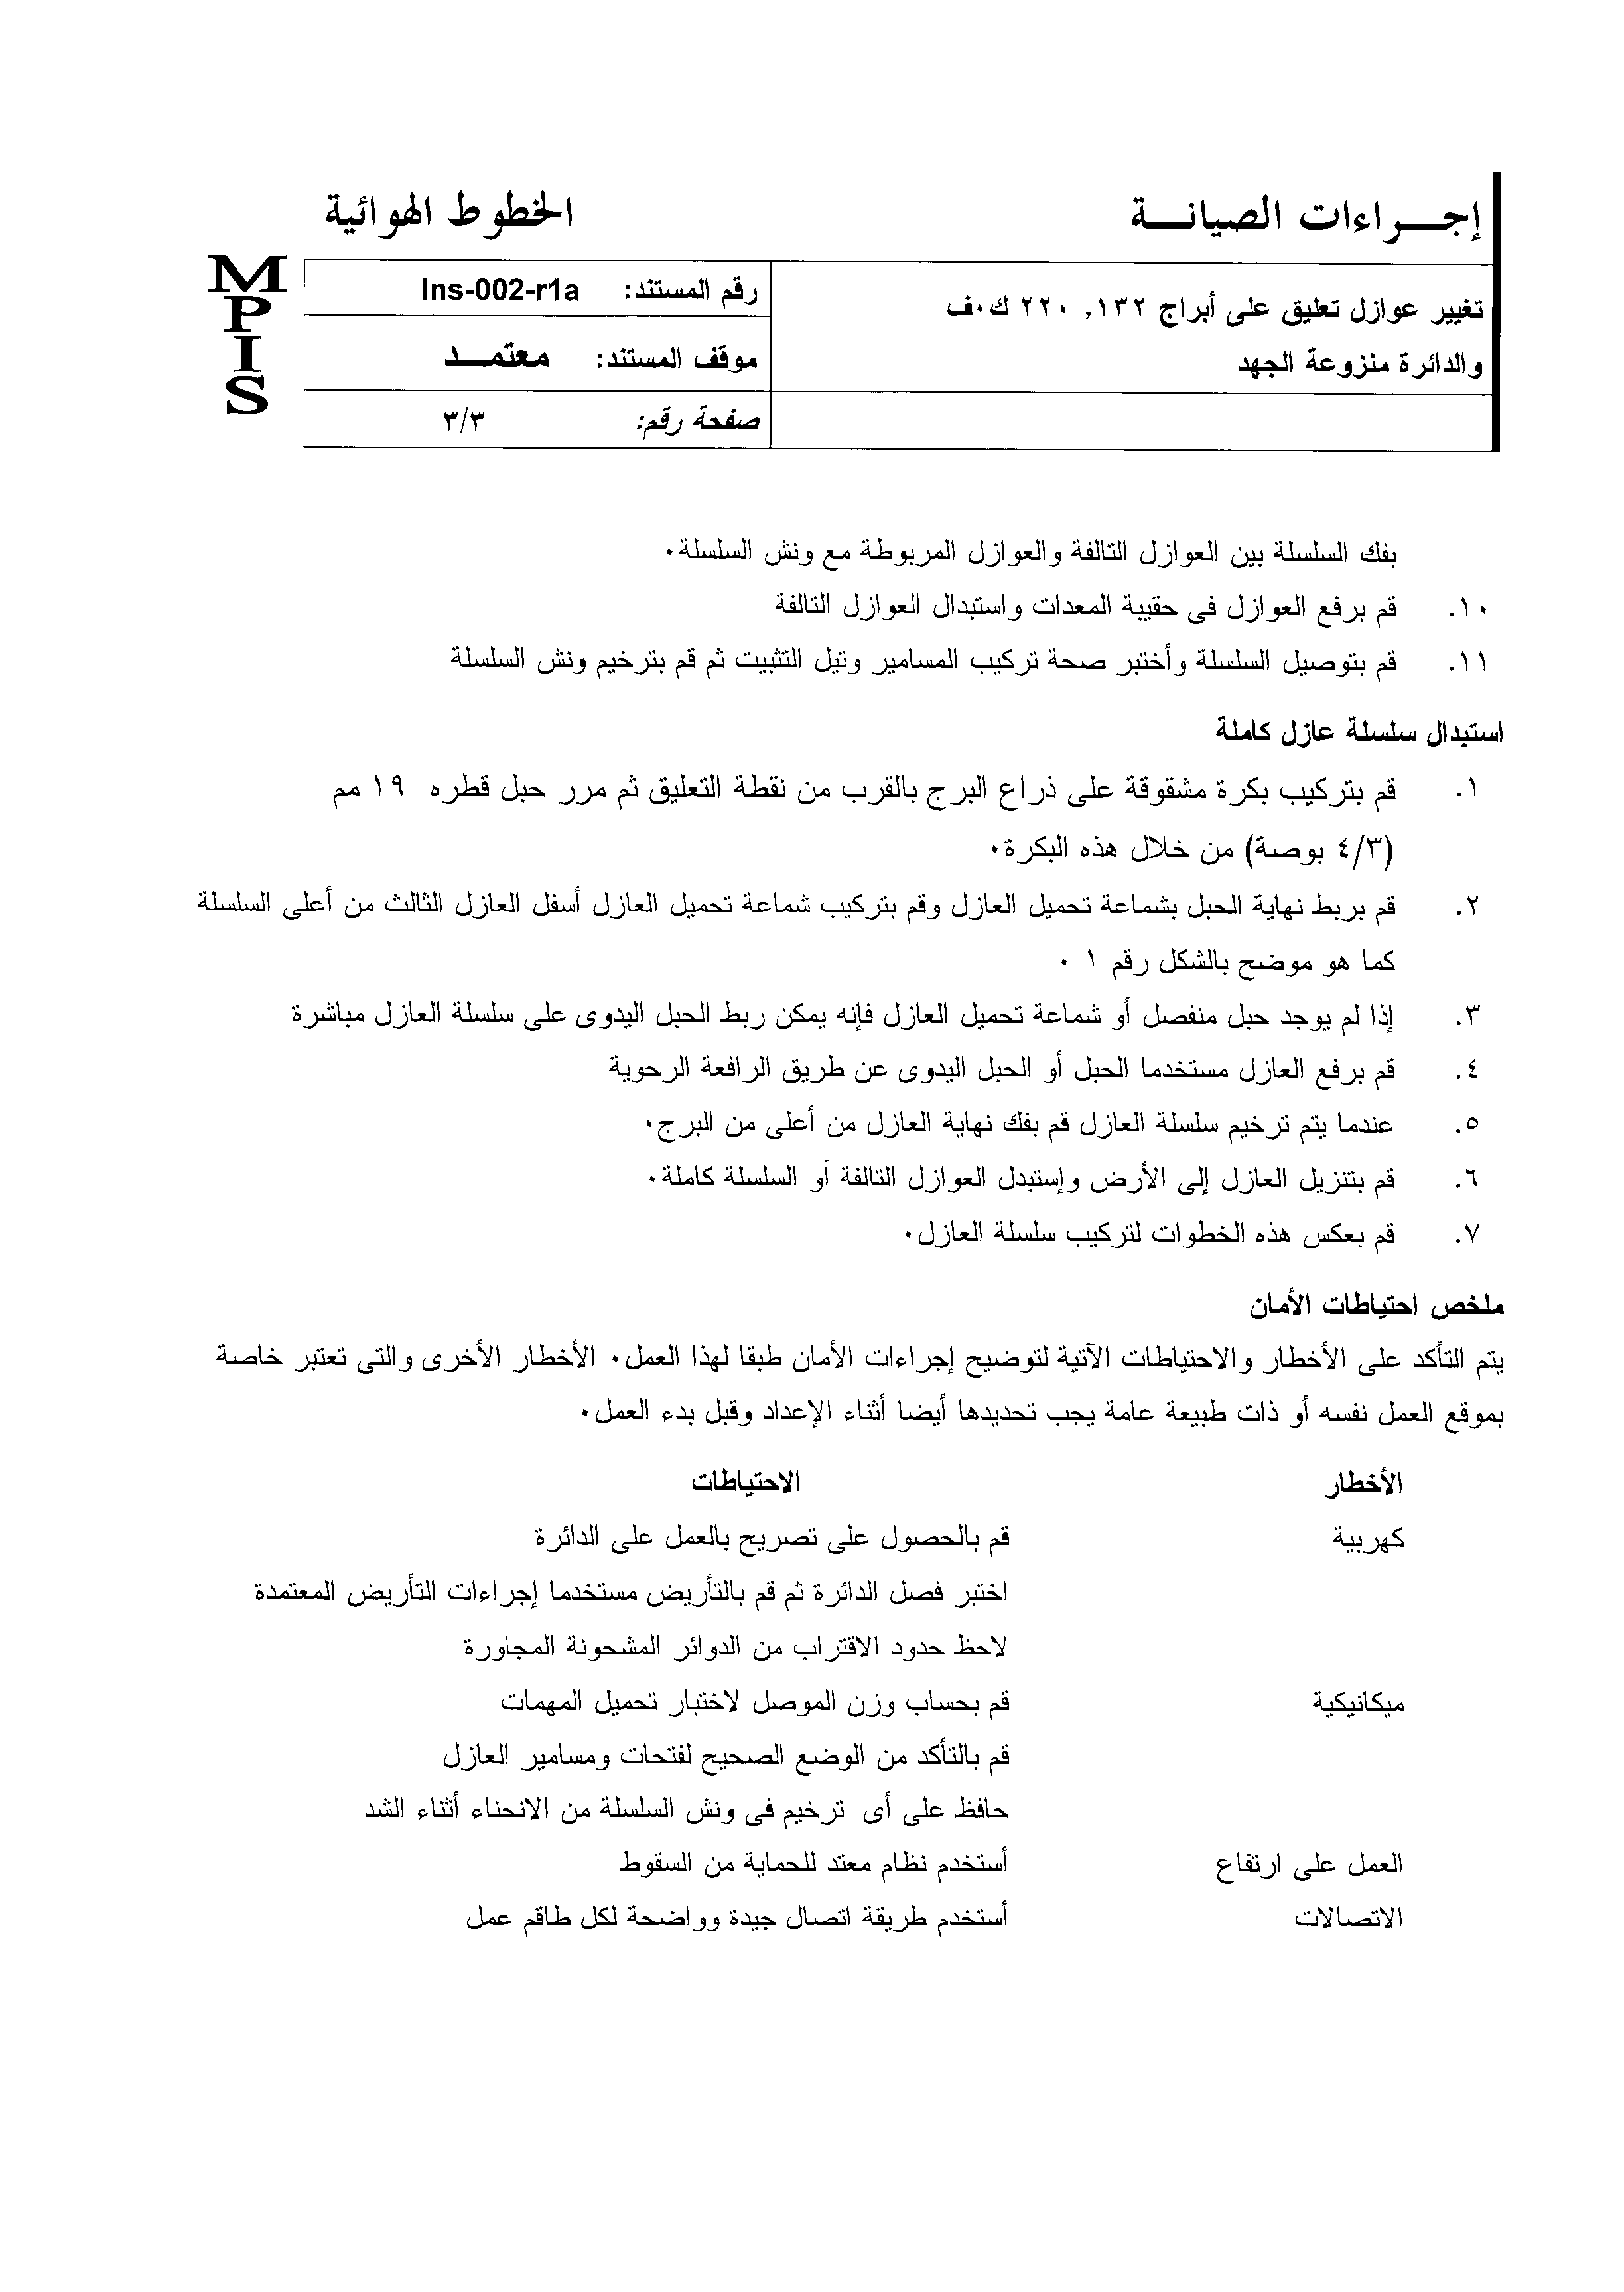 إجـــراءات الصيانـــة
الخطوط الهوائية
MPIS
تغيير عوازل تعليق على أبراج ١٣٢, ٢٢٠ ك٠ف
والدائرة منزوعة الجهد
رقم المستند: Ins-002-r1a
موقف المستند: معتمـــد
صفحة رقم: ٣/٣
بفك السلسلة بين العوازل التالفة والعوازل المربوطة مع ونش السلسلة٠
١٠. قم برفع العوازل فى حقيبة المعدات واستبدال العوازل التالفة
١١. قم بتوصيل السلسلة وأختبر صحة تركيب المسامير وتيل التثبيت ثم قم بترخيم ونش السلسلة
استبدال سلسلة عازل كاملة
١. قم بتركيب بكرة مشقوقة على ذراع البرج بالقرب من نقطة التعليق ثم مرر حبل قطره ١٩ مم
(٤/٣ بوصة) من خلال هذه البكرة٠
٢. قم بربط نهاية الحبل بشماعة تحميل العازل وقم بتركيب شماعة تحميل العازل أسفل العازل الثالث من أعلى السلسلة
كما هو موضح بالشكل رقم ١ ٠
٣. إذا لم يوجد حبل منفصل أو شماعة تحميل العازل فإنه يمكن ربط الحبل اليدوى على سلسلة العازل مباشرة
٤. قم برفع العازل مستخدما الحبل أو الحبل اليدوى عن طريق الرافعة الرحوية
٥. عندما يتم ترخيم سلسلة العازل قم بفك نهاية العازل من أعلى من البرج٠
٦. قم بتنزيل العازل إلى الأرض وإستبدل العوازل التالفة أو السلسلة كاملة٠
٧. قم بعكس هذه الخطوات لتركيب سلسلة العازل٠
ملخص احتياطات الأمان
يتم التأكد على الأخطار والاحتياطات الآتية لتوضيح إجراءات الأمان طبقا لهذا العمل٠ الأخطار الأخرى والتى تعتبر خاصة
بموقع العمل نفسه أو ذات طبيعة عامة يجب تحديدها أيضا أثناء الإعداد وقبل بدء العمل٠
الأخطار الاحتياطات
كهربية قم بالحصول على تصريح بالعمل على الدائرة
اختبر فصل الدائرة ثم قم بالتأريض مستخدما إجراءات التأريض المعتمدة
لاحظ حدود الاقتراب من الدوائر المشحونة المجاورة
ميكانيكية قم بحساب وزن الموصل لاختبار تحميل المهمات
قم بالتأكد من الوضع الصحيح لفتحات ومسامير العازل
حافظ على أى ترخيم فى ونش السلسلة من الانحناء أثناء الشد
العمل على ارتفاع أستخدم نظام معتد للحماية من السقوط
الاتصالات أستخدم طريقة اتصال جيدة وواضحة لكل طاقم عمل